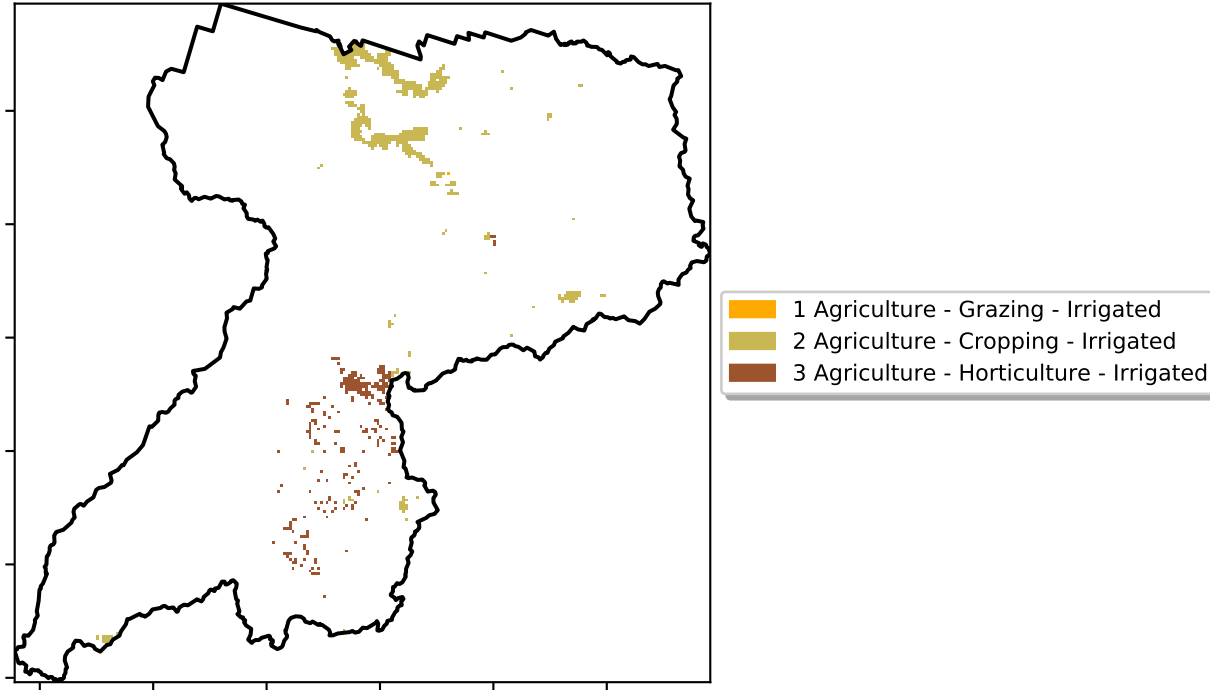 1 Agriculture - Grazing - Irrigated
2 Agriculture - Cropping - Irrigated
3 Agriculture - Horticulture - Irrigated